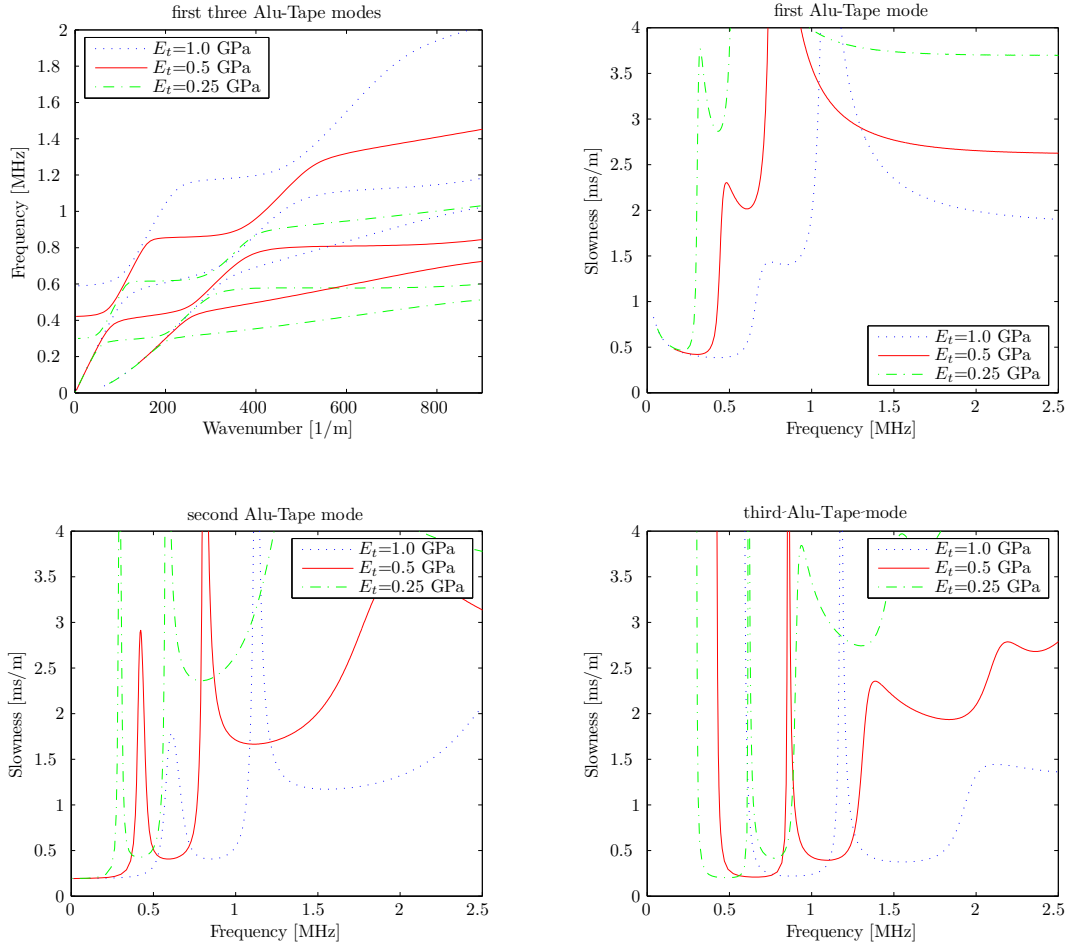 first three Alu-Tape modes
2
1.8
1.6
1.4
1.2
1
0.8
0.6
0.4
0.2
0
Frequency [MHz]
E_t=1.0 GPa
E_t=0.5 GPa
E_t=0.25 GPa
0 200 400 600 800
Wavenumber [1/m]
first Alu-Tape mode
4
3.5
3
2.5
2
1.5
1
0.5
0
Slowness [ms/m]
E_t=1.0 GPa
E_t=0.5 GPa
E_t=0.25 GPa
0 0.5 1 1.5 2 2.5
Frequency [MHz]
second Alu-Tape mode
4
3.5
3
2.5
2
1.5
1
0.5
0
Slowness [ms/m]
E_t=1.0 GPa
E_t=0.5 GPa
E_t=0.25 GPa
0 0.5 1 1.5 2 2.5
Frequency [MHz]
third Alu-Tape mode
4
3.5
3
2.5
2
1.5
1
0.5
0
Slowness [ms/m]
E_t=1.0 GPa
E_t=0.5 GPa
E_t=0.25 GPa
0 0.5 1 1.5 2 2.5
Frequency [MHz]